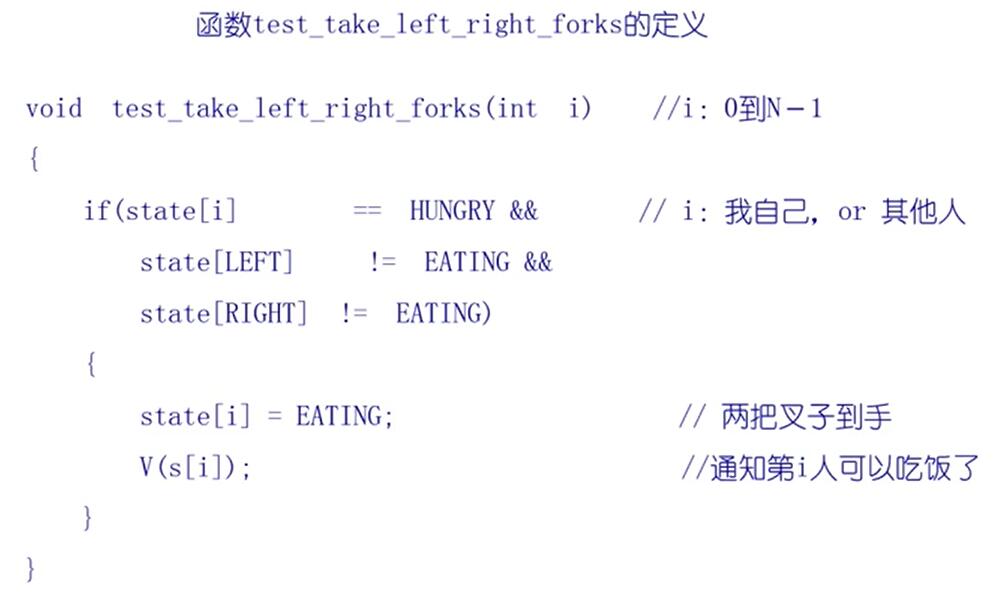 函数test_take_left_right_forks的定义
void test_take_left_right_forks(int i) //i: 0到N-1
{
if(state[i] == HUNGRY && // i: 我自己, or 其他人
state[LEFT] != EATING &&
state[RIGHT] != EATING)
{
state[i] = EATING; // 两把叉子到手
V(s[i]); //通知第i人可以吃饭了
}
}